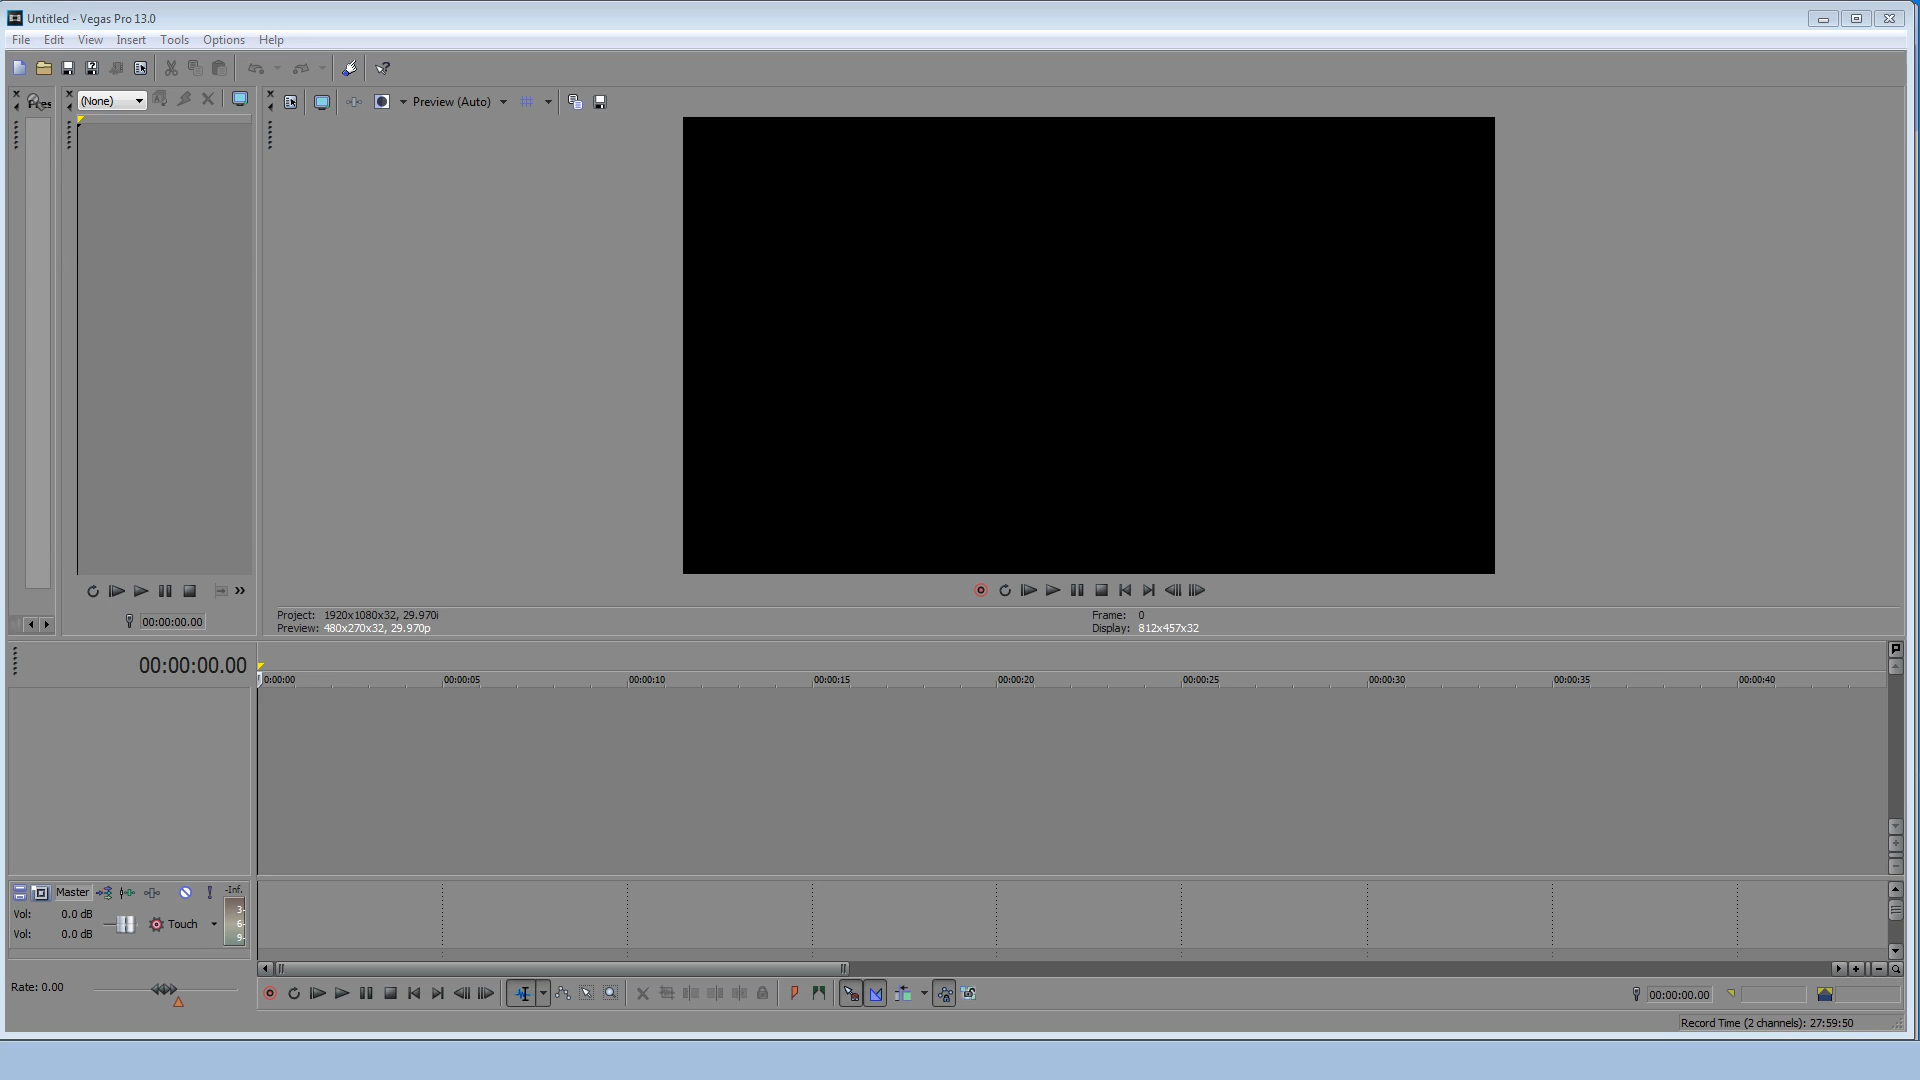 Untitled - Vegas Pro 13.0
File Edit View Insert Tools Options Help
(None)
Preview (Auto)
00:00:00.00
Project: 1920x1080x32, 29.970i
Frame: 0
Preview: 480x270x32, 29.970p
Display: 812x457x32
00:00:00.00
0:00:00 00:00:05 00:00:10 00:00:15 00:00:20 00:00:25 00:00:30 00:00:35 00:00:40
Master
-Inf.
Vol: 0.0 dB
Vol: 0.0 dB
Touch
3
6
9
Rate: 0.00
00:00:00.00
Record Time (2 channels): 27:59:50